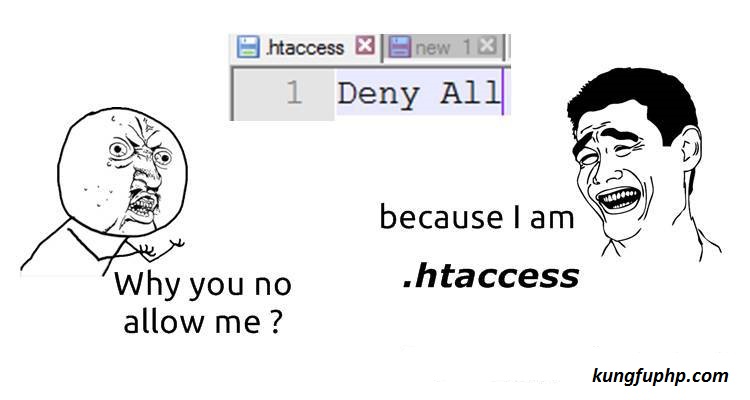 .htaccess new 1
1 Deny All
Why you no
allow me ?
because I am
.htaccess
kungfuphp.com